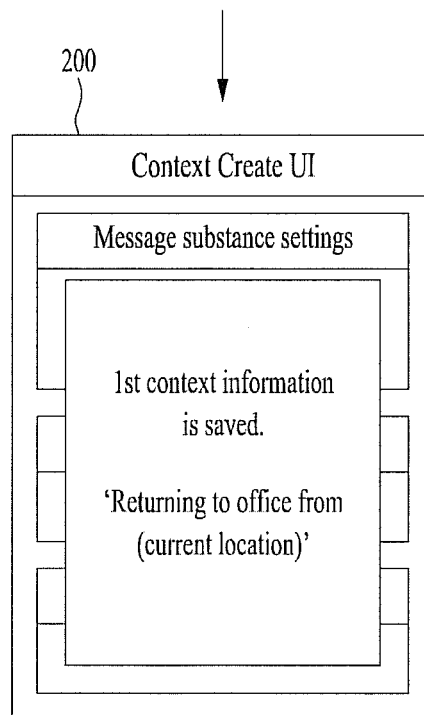 200
Context Create UI
Message substance settings
1st context information
is saved.
‘Returning to office from
(current location)’